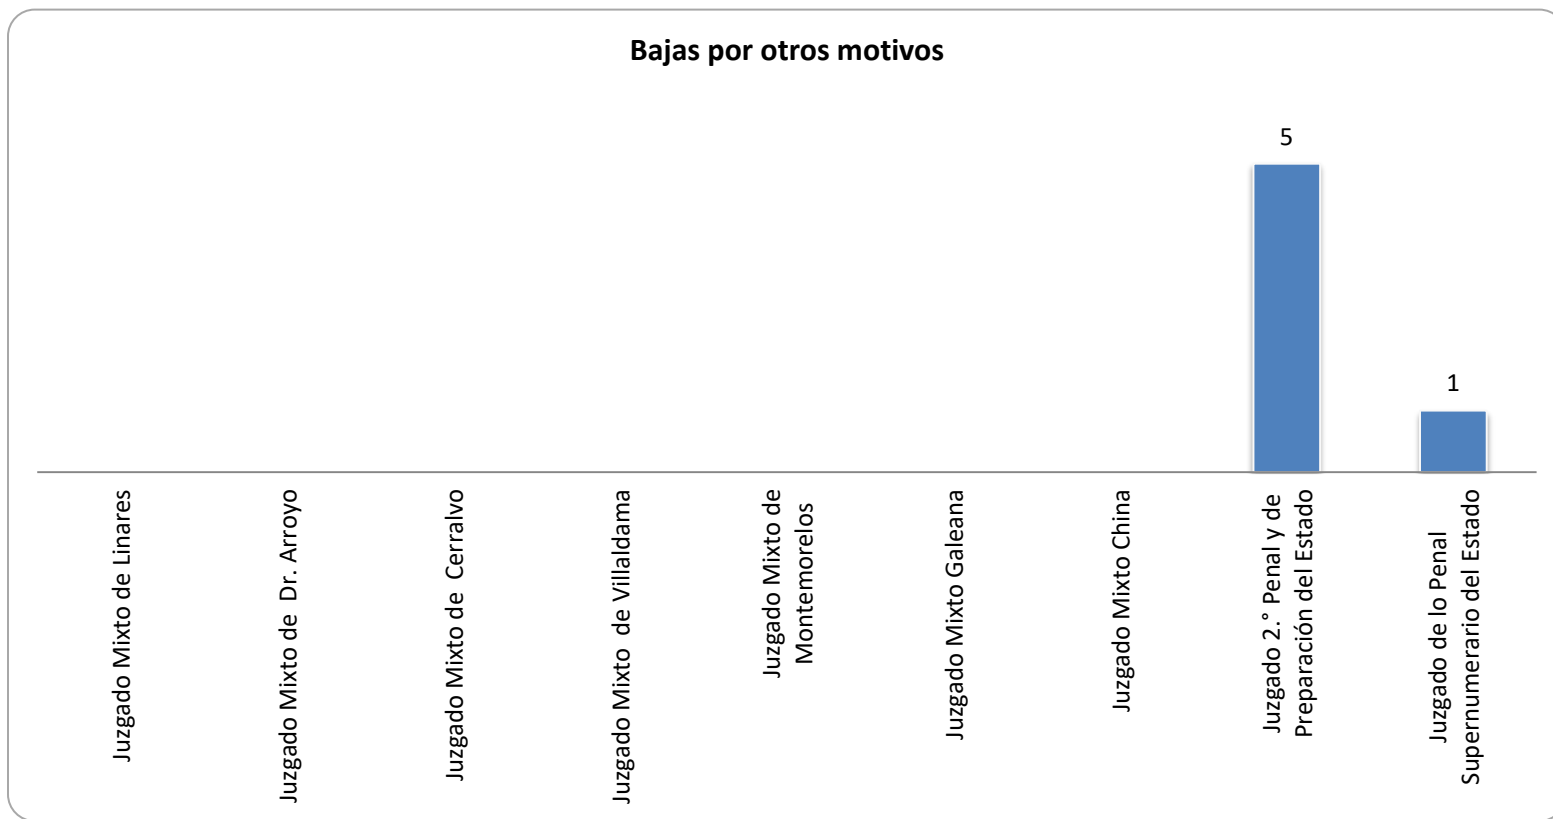 Bajas por otros motivos
5
1
Juzgado Mixto de Linares
Juzgado Mixto de  Dr. Arroyo
Juzgado Mixto de  Cerralvo
Juzgado Mixto  de Villaldama
Juzgado Mixto de
Montemorelos
Juzgado Mixto Galeana
Juzgado Mixto China
Juzgado 2.° Penal y de
Preparación del Estado
Juzgado de lo Penal
Supernumerario del Estado